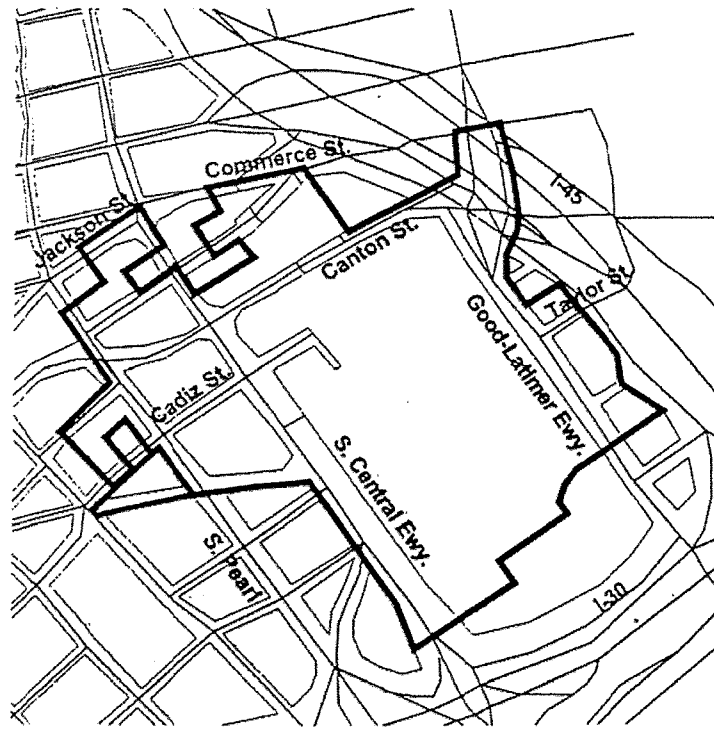 Commerce St.
I-45
Jackson St.
Canton St.
Taylor St.
Good-Latimer Ewy.
Cadiz St.
S. Central Ewy.
S. Pearl
I-30